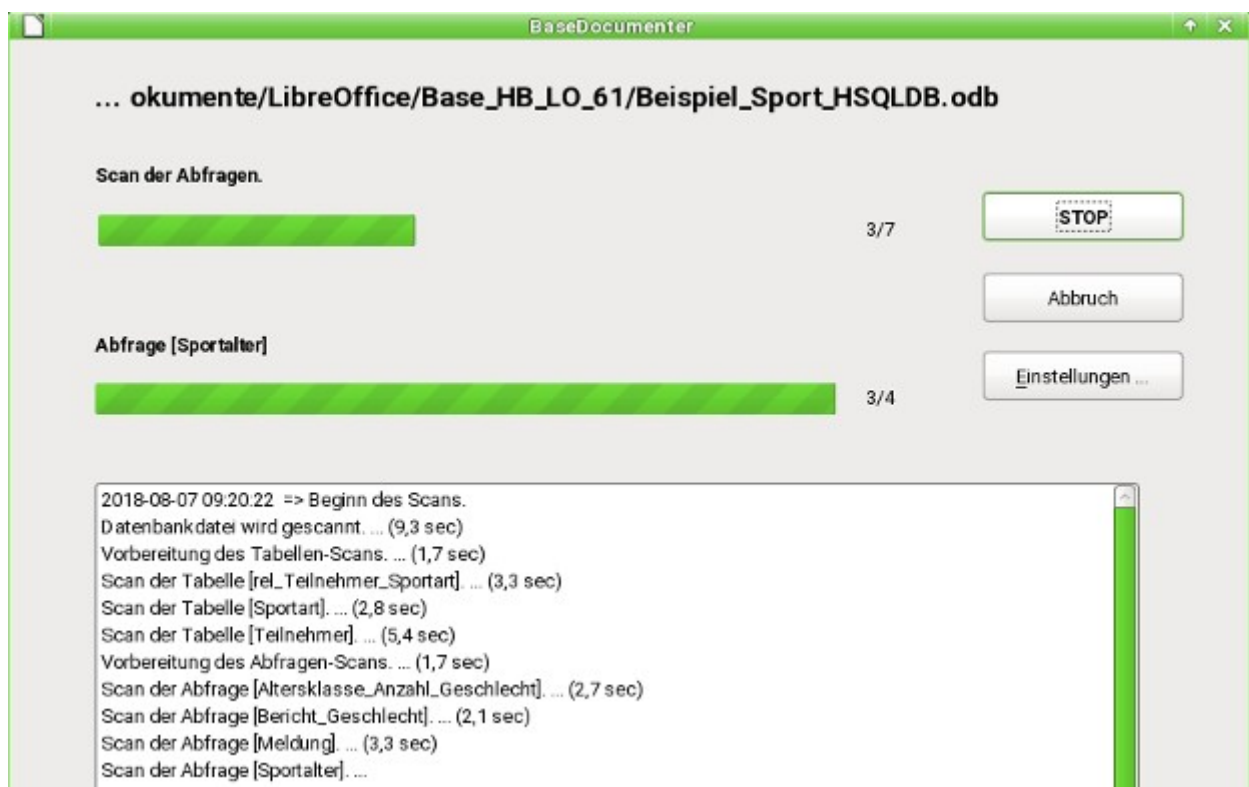 BaseDocumenter
... okumente/LibreOffice/Base_HB_LO_61/Beispiel_Sport_HSQLDB.odb
Scan der Abfragen.
3/7
STOP
Abbruch
Abfrage [Sportalter]
3/4
Einstellungen ...
2018-08-07 09:20:22 => Beginn des Scans.
Datenbankdatei wird gescannt. ... (9,3 sec)
Vorbereitung des Tabellen-Scans. ... (1,7 sec)
Scan der Tabelle [rel_Teilnehmer_Sportart]. ... (3,3 sec)
Scan der Tabelle [Sportart]. ... (2,8 sec)
Scan der Tabelle [Teilnehmer]. ... (5,4 sec)
Vorbereitung des Abfragen-Scans. ... (1,7 sec)
Scan der Abfrage [Altersklasse_Anzahl_Geschlecht]. ... (2,7 sec)
Scan der Abfrage [Bericht_Geschlecht]. ... (2,1 sec)
Scan der Abfrage [Meldung]. ... (3,3 sec)
Scan der Abfrage [Sportalter]. ...